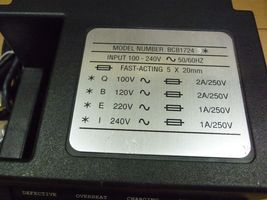 MODEL NUMBER BCB1724 *
INPUT 100 - 240V ~ 50/60HZ
FAST-ACTING 5 X 20mm
* Q 100V ~ 2A/250V
* B 120V ~ 2A/250V
* E 220V ~ 1A/250V
* I 240V ~ 1A/250V
DEFECTIVE OVERHEAT CHARGING